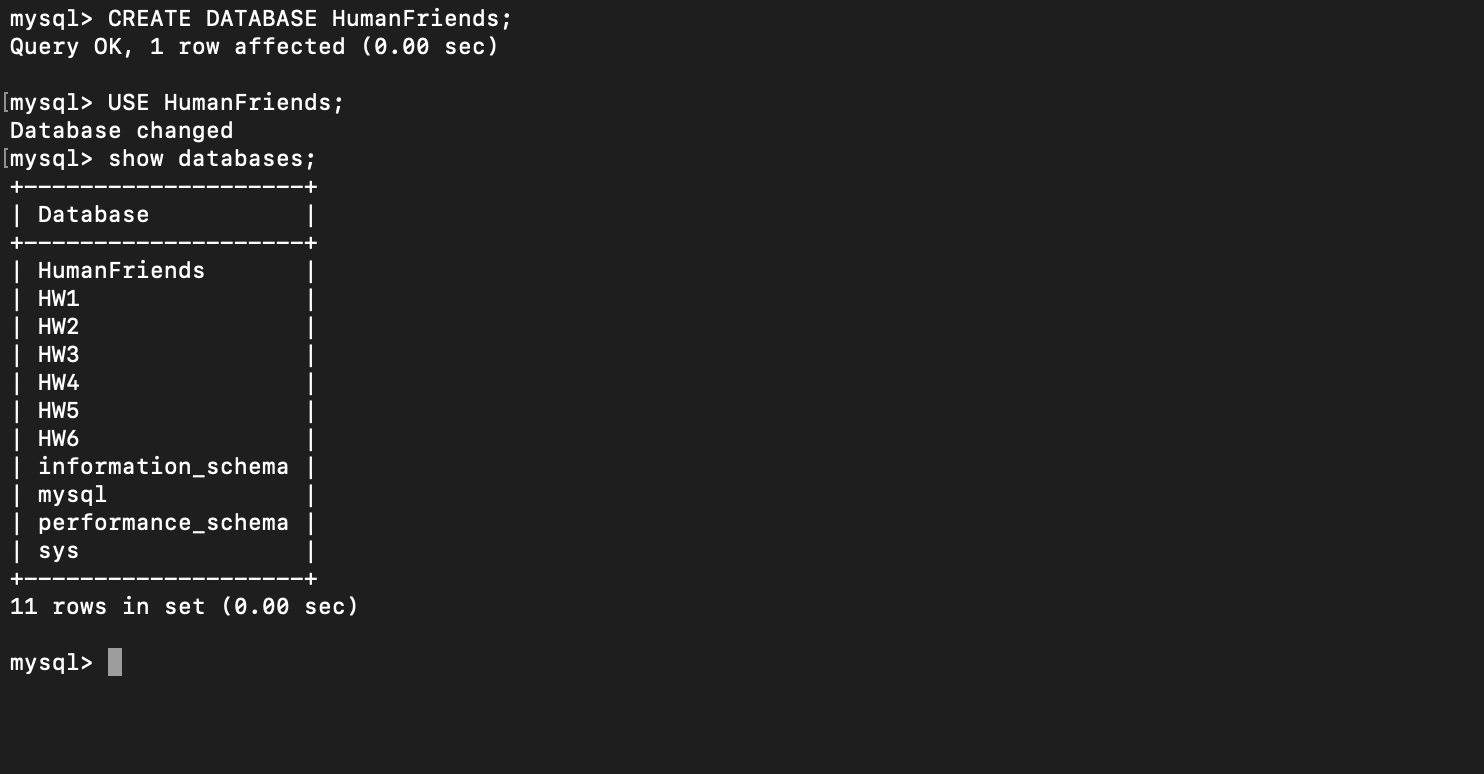 mysql> CREATE DATABASE HumanFriends;
Query OK, 1 row affected (0.00 sec)
[mysql> USE HumanFriends;
Database changed
[mysql> show databases;
+--------------------+
| Database           |
+--------------------+
| HumanFriends       |
| HW1                |
| HW2                |
| HW3                |
| HW4                |
| HW5                |
| HW6                |
| information_schema |
| mysql              |
| performance_schema |
| sys                |
+--------------------+
11 rows in set (0.00 sec)
mysql>